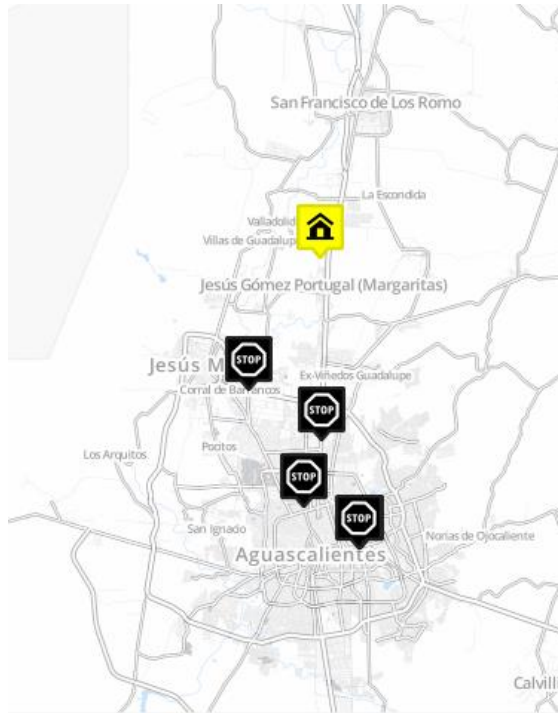 San Francisco de Los Romo
La Escondida
Valladolid
Villas de Guadalup
Jesús Gómez Portugal (Margaritas)
Jesús M
STOP
Ex-Viñedos Guadalupe
Corral de Barrancos
STOP
Pocitos
Los Arquitos
STOP
STOP
San Ignacio
Norias de Ojocaliente
Aguascalientes
Calvill